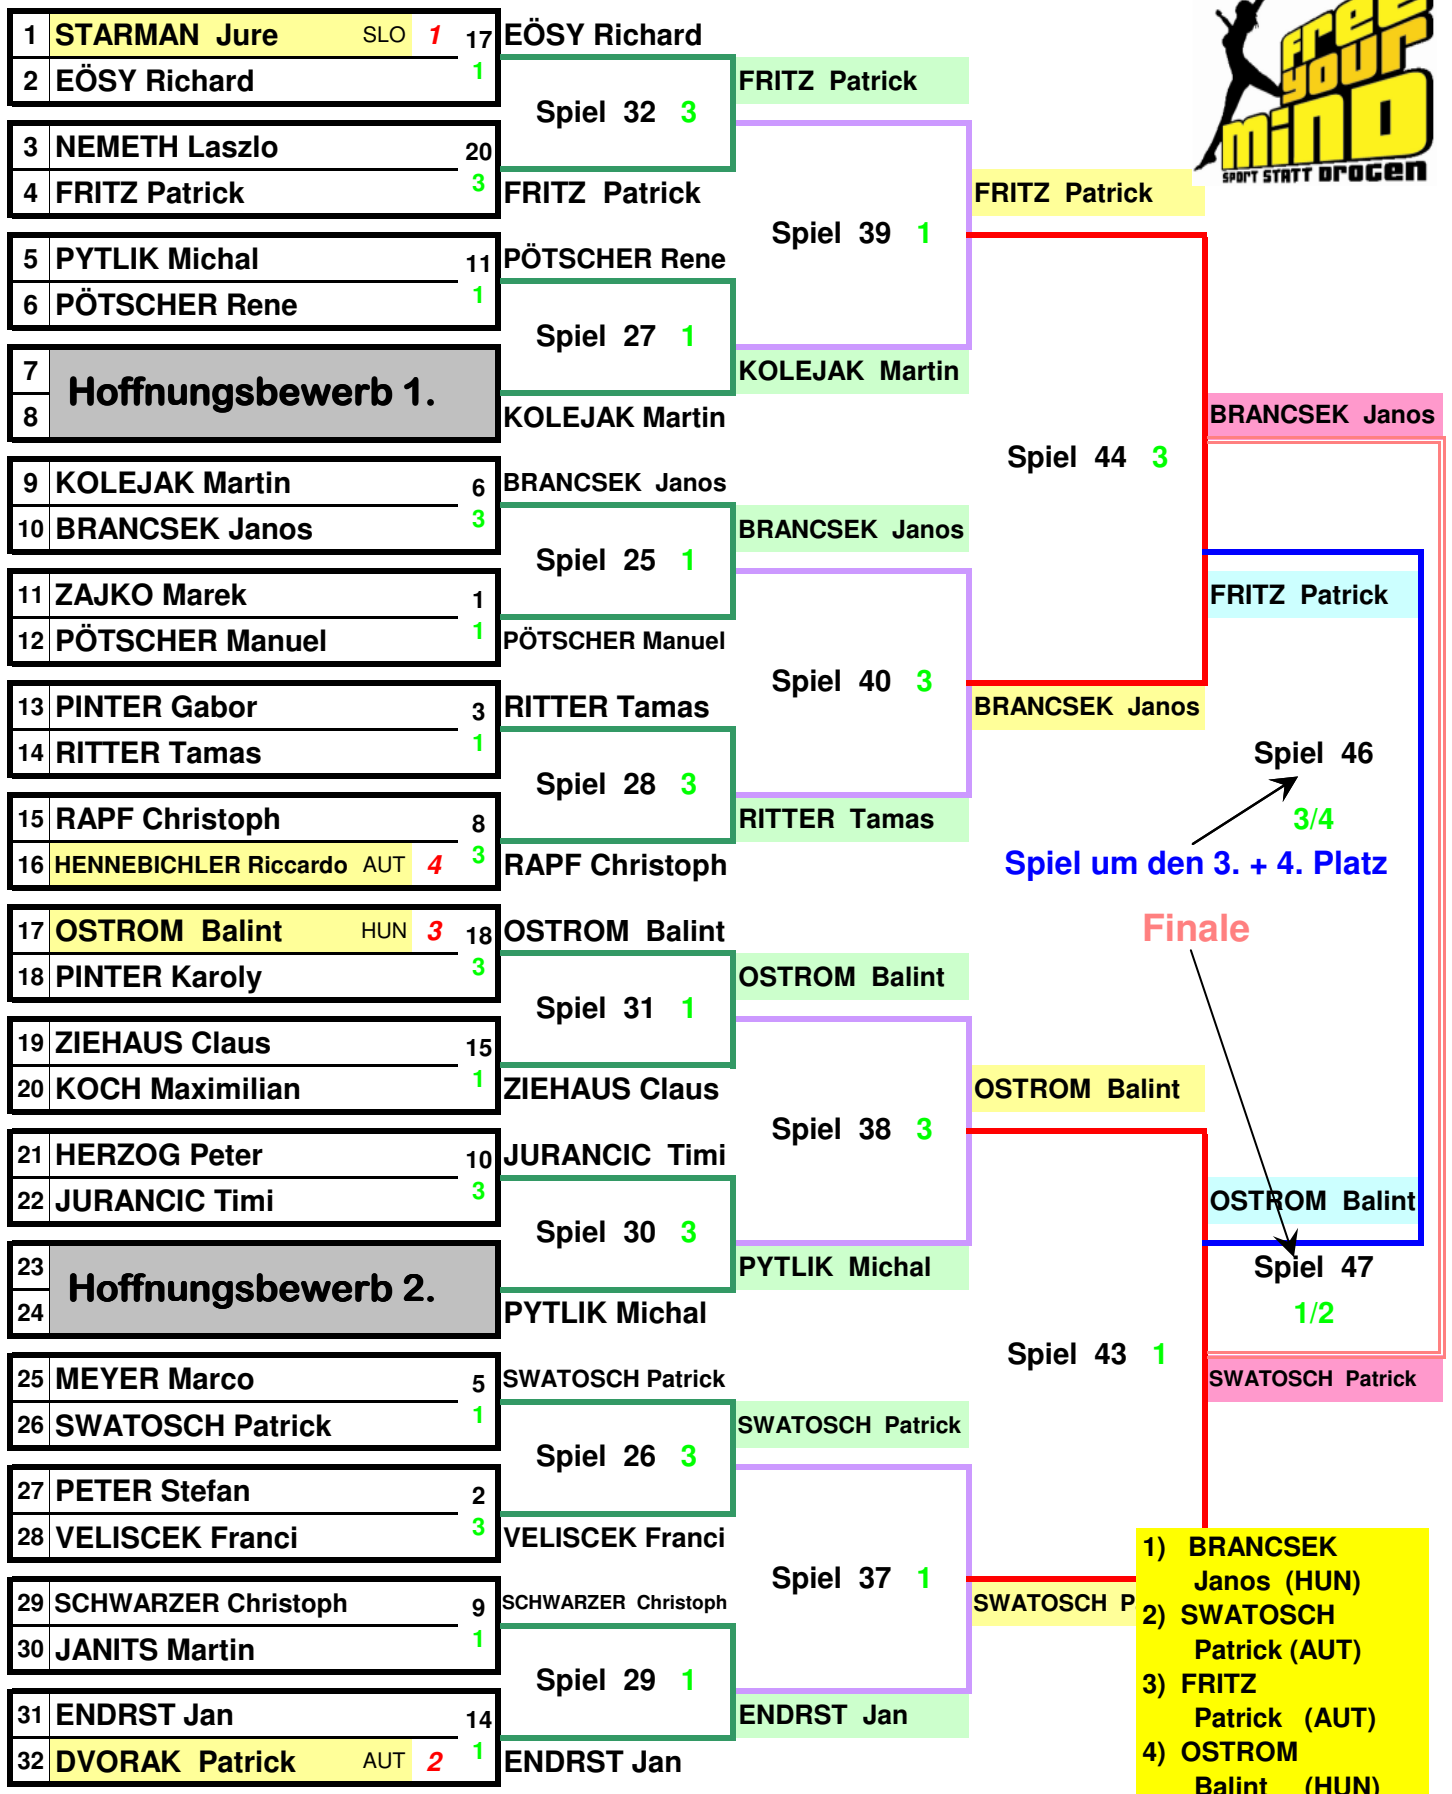 1 STARMAN Jure SLO 1 17
2 EÖSY Richard 1
3 NEMETH Laszlo 20
4 FRITZ Patrick 3
5 PYTLIK Michal 11
6 PÖTSCHER Rene 1
7
Hoffnungsbewerb 1.
8
9 KOLEJAK Martin 6
10 BRANCSEK Janos 3
11 ZAJKO Marek 1
12 PÖTSCHER Manuel 1
13 PINTER Gabor 3
14 RITTER Tamas 1
15 RAPF Christoph 8
16 HENNEBICHLER Riccardo AUT 4 3
17 OSTROM Balint HUN 3 18
18 PINTER Karoly 3
19 ZIEHAUS Claus 15
20 KOCH Maximilian 1
21 HERZOG Peter 10
22 JURANCIC Timi 3
23
Hoffnungsbewerb 2.
24
25 MEYER Marco 5
26 SWATOSCH Patrick 1
27 PETER Stefan 2
28 VELISCEK Franci 3
29 SCHWARZER Christoph 9
30 JANITS Martin 1
31 ENDRST Jan 14
32 DVORAK Patrick AUT 2 1
EÖSY Richard
Spiel 32 3
FRITZ Patrick
PÖTSCHER Rene
Spiel 27 1
KOLEJAK Martin
BRANCSEK Janos
Spiel 25 1
PÖTSCHER Manuel
RITTER Tamas
Spiel 28 3
RAPF Christoph
OSTROM Balint
Spiel 31 1
ZIEHAUS Claus
JURANCIC Timi
Spiel 30 3
PYTLIK Michal
SWATOSCH Patrick
Spiel 26 3
VELISCEK Franci
SCHWARZER Christoph
Spiel 29 1
ENDRST Jan
FRITZ Patrick
Spiel 39 1
KOLEJAK Martin
BRANCSEK Janos
Spiel 40 3
RITTER Tamas
OSTROM Balint
Spiel 38 3
PYTLIK Michal
SWATOSCH Patrick
Spiel 37 1
ENDRST Jan
FRITZ Patrick
Spiel 44 3
BRANCSEK Janos
OSTROM Balint
Spiel 43 1
SWATOSCH P
FREE
YOUR
MIND
SPORT STATT DROGEN
BRANCSEK Janos
FRITZ Patrick
Spiel 46
3/4
Spiel um den 3. + 4. Platz
Finale
OSTROM Balint
Spiel 47
1/2
SWATOSCH Patrick
1) BRANCSEK
Janos (HUN)
2) SWATOSCH
Patrick (AUT)
3) FRITZ
Patrick (AUT)
4) OSTROM
Balint (HUN)